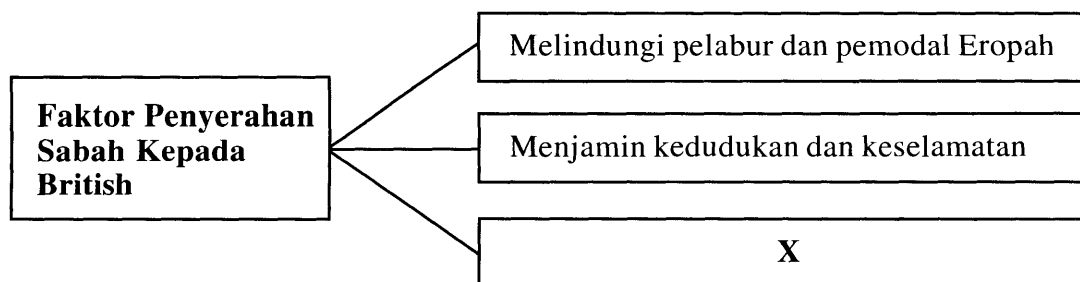 Faktor Penyerahan
Sabah Kepada
British
Melindungi pelabur dan pemodal Eropah
Menjamin kedudukan dan keselamatan
X